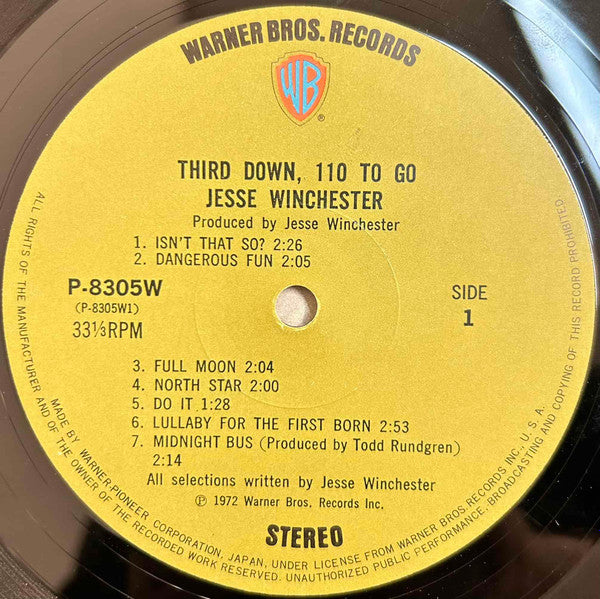 WARNER BROS. RECORDS
WB
®
THIRD DOWN, 110 TO GO
JESSE WINCHESTER
Produced by Jesse Winchester
1. ISN'T THAT SO? 2:26
2. DANGEROUS FUN 2:05
P-8305W
(P-8305W1)
33⅓RPM
SIDE
1
3. FULL MOON 2:04
4. NORTH STAR 2:00
5. DO IT 1:28
6. LULLABY FOR THE FIRST BORN 2:53
7. MIDNIGHT BUS (Produced by Todd Rundgren)
2:14
All selections written by Jesse Winchester
℗ 1972 Warner Bros. Records Inc.
STEREO
MADE BY WARNER-PIONEER CORPORATION, JAPAN, UNDER LICENSE FROM WARNER BROS. RECORDS INC., U.S.A.
ALL RIGHTS OF THE MANUFACTURER AND OF THE OWNER OF THE RECORDED WORK RESERVED. UNAUTHORIZED PUBLIC PERFORMANCE, BROADCASTING AND COPYING OF THIS RECORD PROHIBITED.